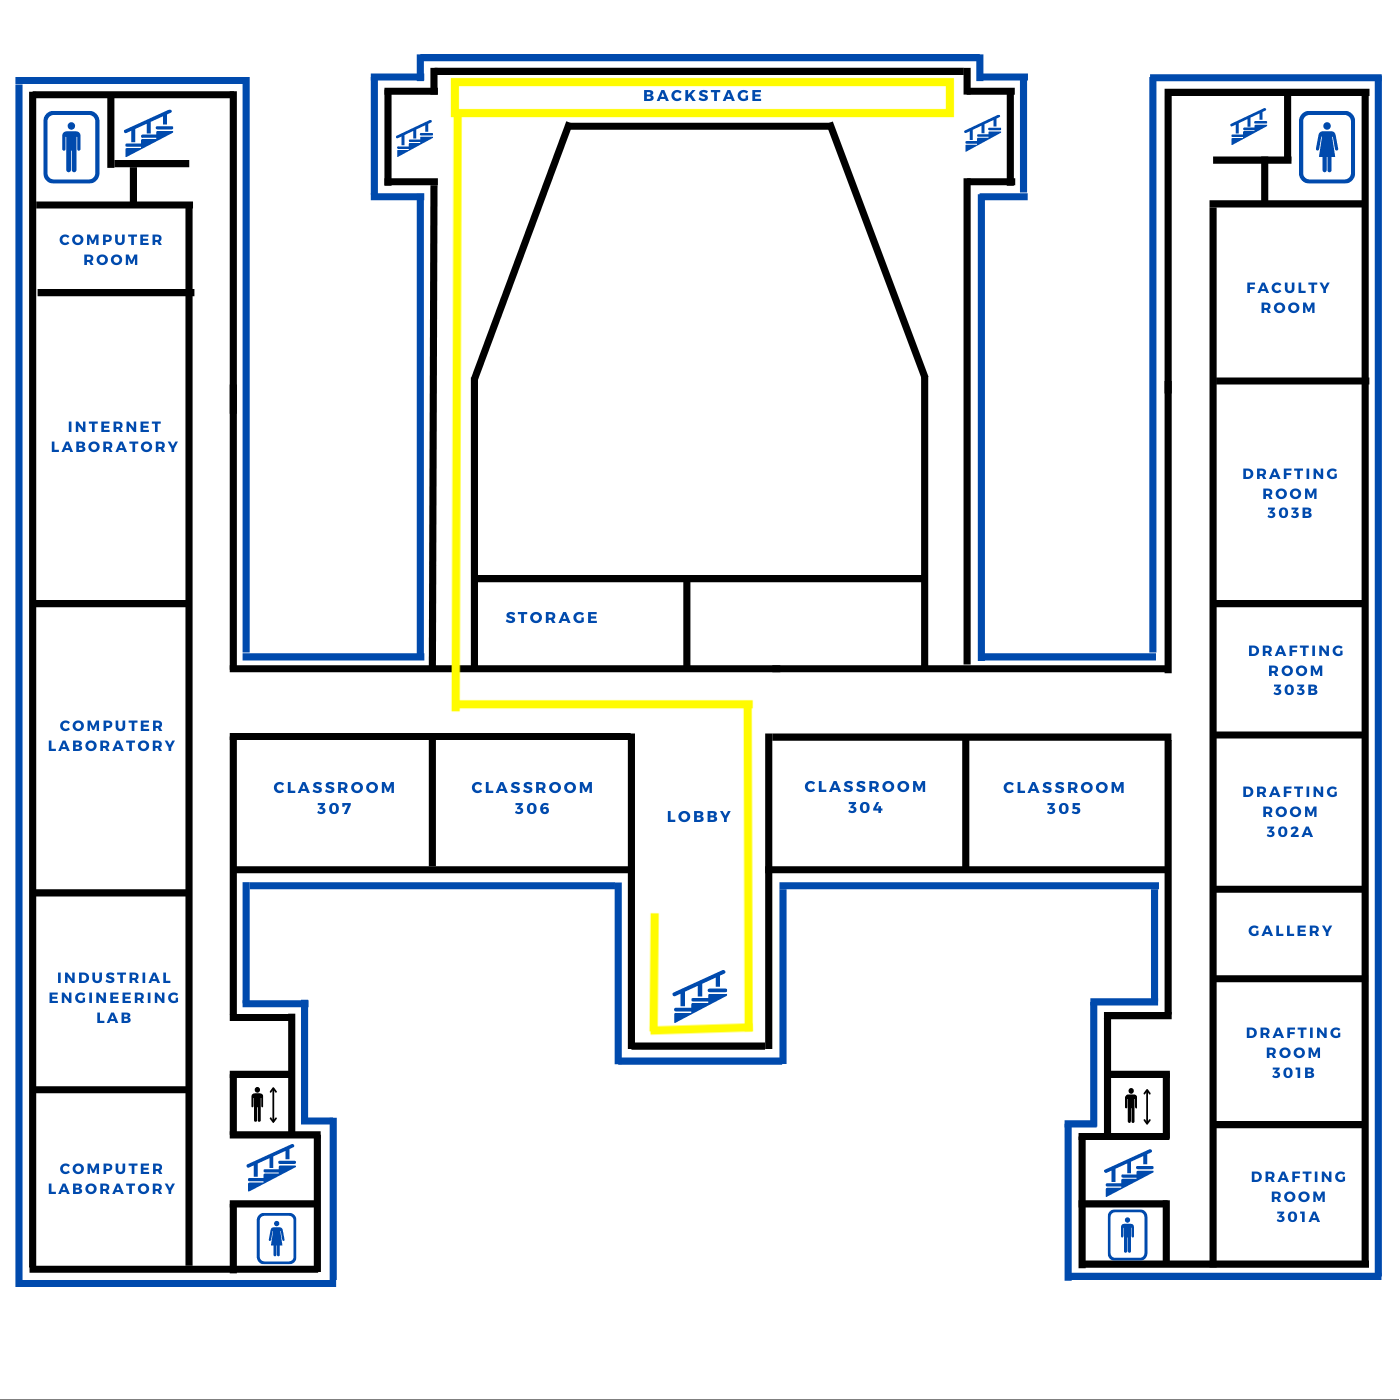 BACKSTAGE
COMPUTER
ROOM
INTERNET
LABORATORY
COMPUTER
LABORATORY
INDUSTRIAL
ENGINEERING
LAB
COMPUTER
LABORATORY
STORAGE
CLASSROOM
307
CLASSROOM
306
LOBBY
CLASSROOM
304
CLASSROOM
305
FACULTY
ROOM
DRAFTING
ROOM
303B
DRAFTING
ROOM
303B
DRAFTING
ROOM
302A
GALLERY
DRAFTING
ROOM
301B
DRAFTING
ROOM
301A